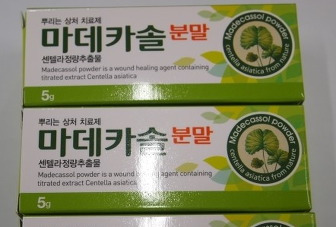 뿌리는 상처 치료제
마데카솔 분말
센텔라정량추출물
Madecassol powder is a wound healing agent containing
titrated extract Centella asiatica
5g
Madecassol powder
centella asiatica from nature
뿌리는 상처 치료제
마데카솔 분말
센텔라정량추출물
Madecassol powder is a wound healing agent containing
titrated extract Centella asiatica
5g
Madecassol powder
centella asiatica from nature